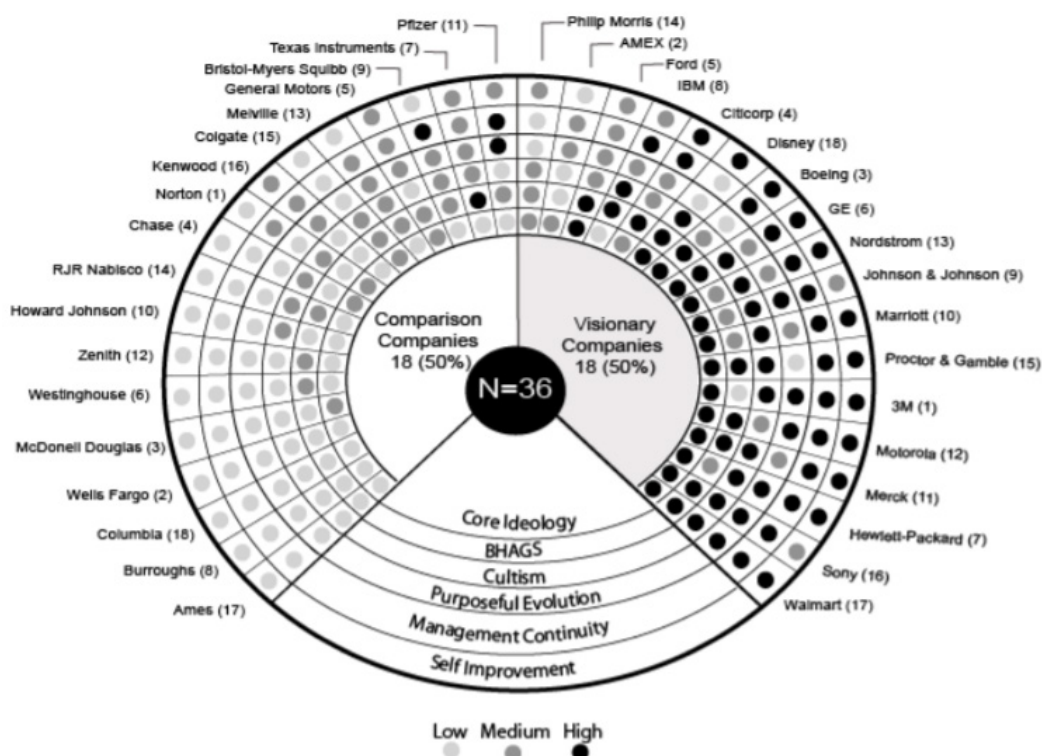 Pfizer (11)
Philip Morris (14)
Texas Instruments (7)
AMEX (2)
Bristol-Myers Squibb (9)
Ford (5)
General Motors (5)
IBM (8)
Melville (13)
Citicorp (4)
Colgate (15)
Disney (18)
Kenwood (16)
Boeing (3)
Norton (1)
GE (6)
Chase (4)
Nordstrom (13)
RJR Nabisco (14)
Johnson & Johnson (9)
Howard Johnson (10)
Marriott (10)
Zenith (12)
Proctor & Gamble (15)
Westinghouse (6)
3M (1)
McDonell Douglas (3)
Motorola (12)
Wells Fargo (2)
Merck (11)
Columbia (18)
Hewlett-Packard (7)
Burroughs (8)
Sony (16)
Ames (17)
Walmart (17)
Comparison
Companies
18 (50%)
Visionary
Companies
18 (50%)
N=36
Core Ideology
BHAGS
Cultism
Purposeful Evolution
Management Continuity
Self Improvement
Low Medium High